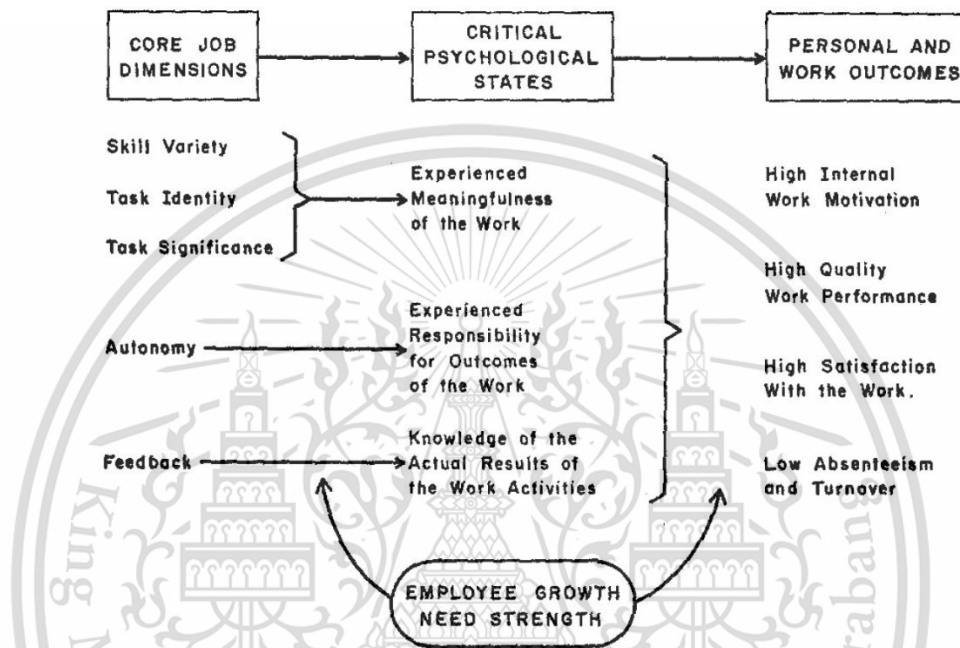 CORE JOB
DIMENSIONS
CRITICAL
PSYCHOLOGICAL
STATES
PERSONAL AND
WORK OUTCOMES
Skill Variety
Task Identity
Task Significance
Experienced
Meaningfulness
of the Work
High Internal
Work Motivation
High Quality
Work Performance
Autonomy
Experienced
Responsibility
for Outcomes
of the Work
High Satisfaction
With the Work.
Feedback
Knowledge of the
Actual Results of
the Work Activities
Low Absenteeism
and Turnover
EMPLOYEE GROWTH
NEED STRENGTH
King